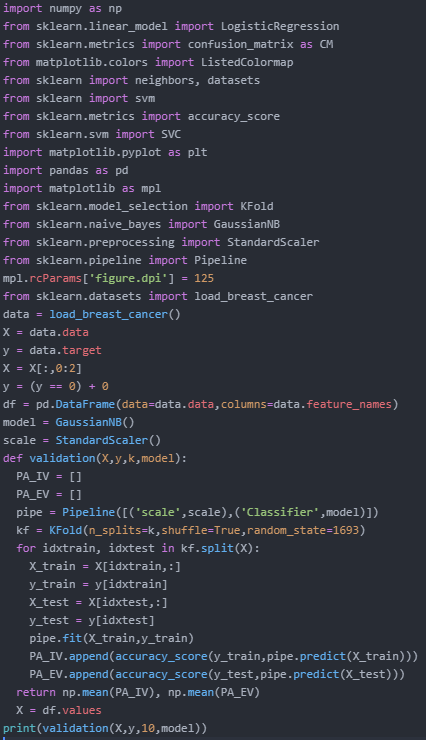 import numpy as np
from sklearn.linear_model import LogisticRegression
from sklearn.metrics import confusion_matrix as CM
from matplotlib.colors import ListedColormap
from sklearn import neighbors, datasets
from sklearn import svm
from sklearn.metrics import accuracy_score
from sklearn.svm import SVC
import matplotlib.pyplot as plt
import pandas as pd
import matplotlib as mpl
from sklearn.model_selection import KFold
from sklearn.naive_bayes import GaussianNB
from sklearn.preprocessing import StandardScaler
from sklearn.pipeline import Pipeline
mpl.rcParams['figure.dpi'] = 125
from sklearn.datasets import load_breast_cancer
data = load_breast_cancer()
X = data.data
y = data.target
X = X[:,0:2]
y = (y == 0) + 0
df = pd.DataFrame(data=data.data,columns=data.feature_names)
model = GaussianNB()
scale = StandardScaler()
def validation(X,y,k,model):
  PA_IV = []
  PA_EV = []
  pipe = Pipeline([('scale',scale),('Classifier',model)])
  kf = KFold(n_splits=k,shuffle=True,random_state=1693)
  for idxtrain, idxtest in kf.split(X):
    X_train = X[idxtrain,:]
    y_train = y[idxtrain]
    X_test = X[idxtest,:]
    y_test = y[idxtest]
    pipe.fit(X_train,y_train)
    PA_IV.append(accuracy_score(y_train,pipe.predict(X_train)))
    PA_EV.append(accuracy_score(y_test,pipe.predict(X_test)))
  return np.mean(PA_IV), np.mean(PA_EV)
  X = df.values
print(validation(X,y,10,model))